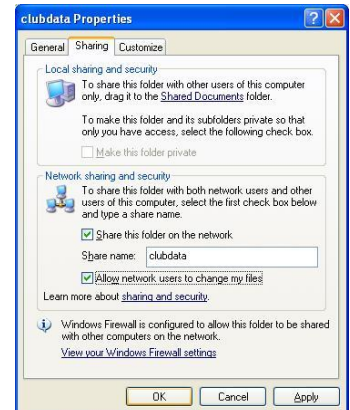 clubdata Properties
General Sharing Customize
Local sharing and security
To share this folder with other users of this computer
only, drag it to the Shared Documents folder.
To make this folder and its subfolders private so that
only you have access, select the following check box.
Make this folder private
Network sharing and security
To share this folder with both network users and other
users of this computer, select the first check box below
and type a share name.
Share this folder on the network
Share name: clubdata
Allow network users to change my files
Learn more about sharing and security.
Windows Firewall is configured to allow this folder to be shared
with other computers on the network.
View your Windows Firewall settings
OK Cancel Apply